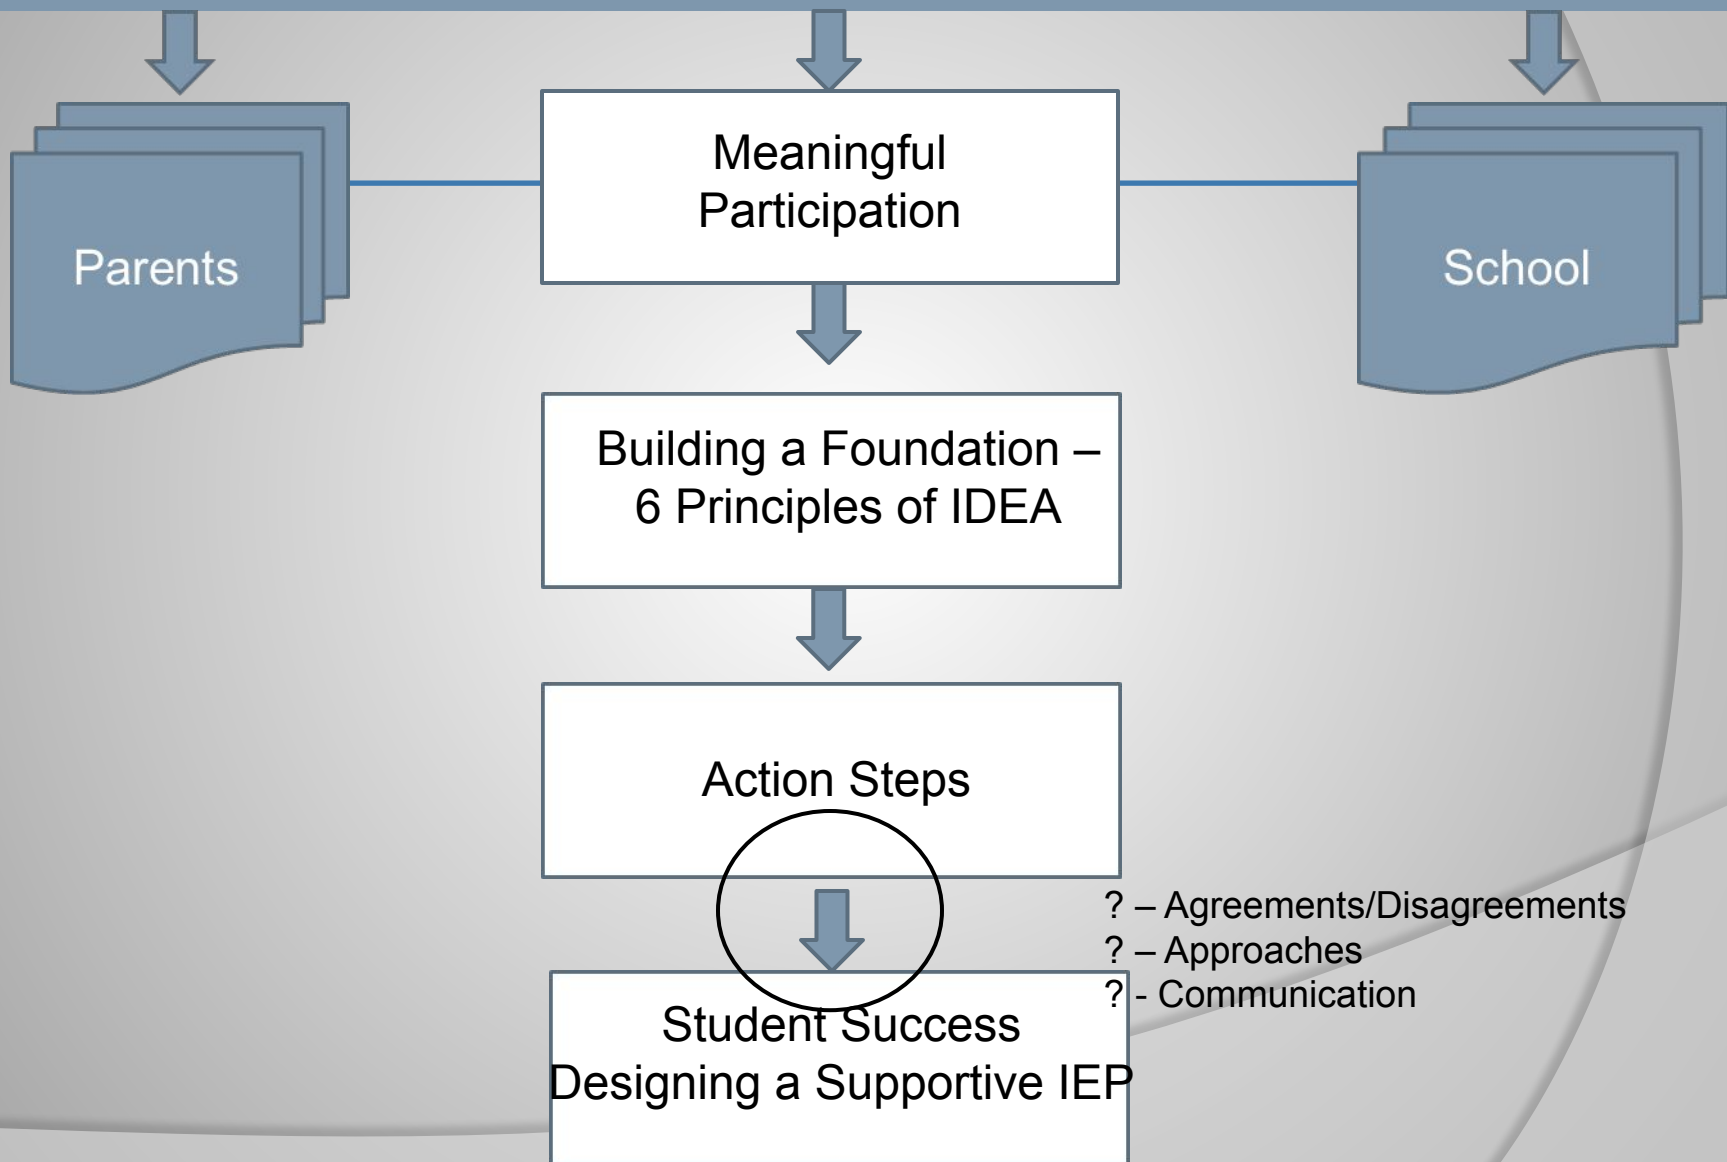 Meaningful
Participation
Parents
School
Building a Foundation –
6 Principles of IDEA
Action Steps
? – Agreements/Disagreements
? – Approaches
? - Communication
Student Success
Designing a Supportive IEP